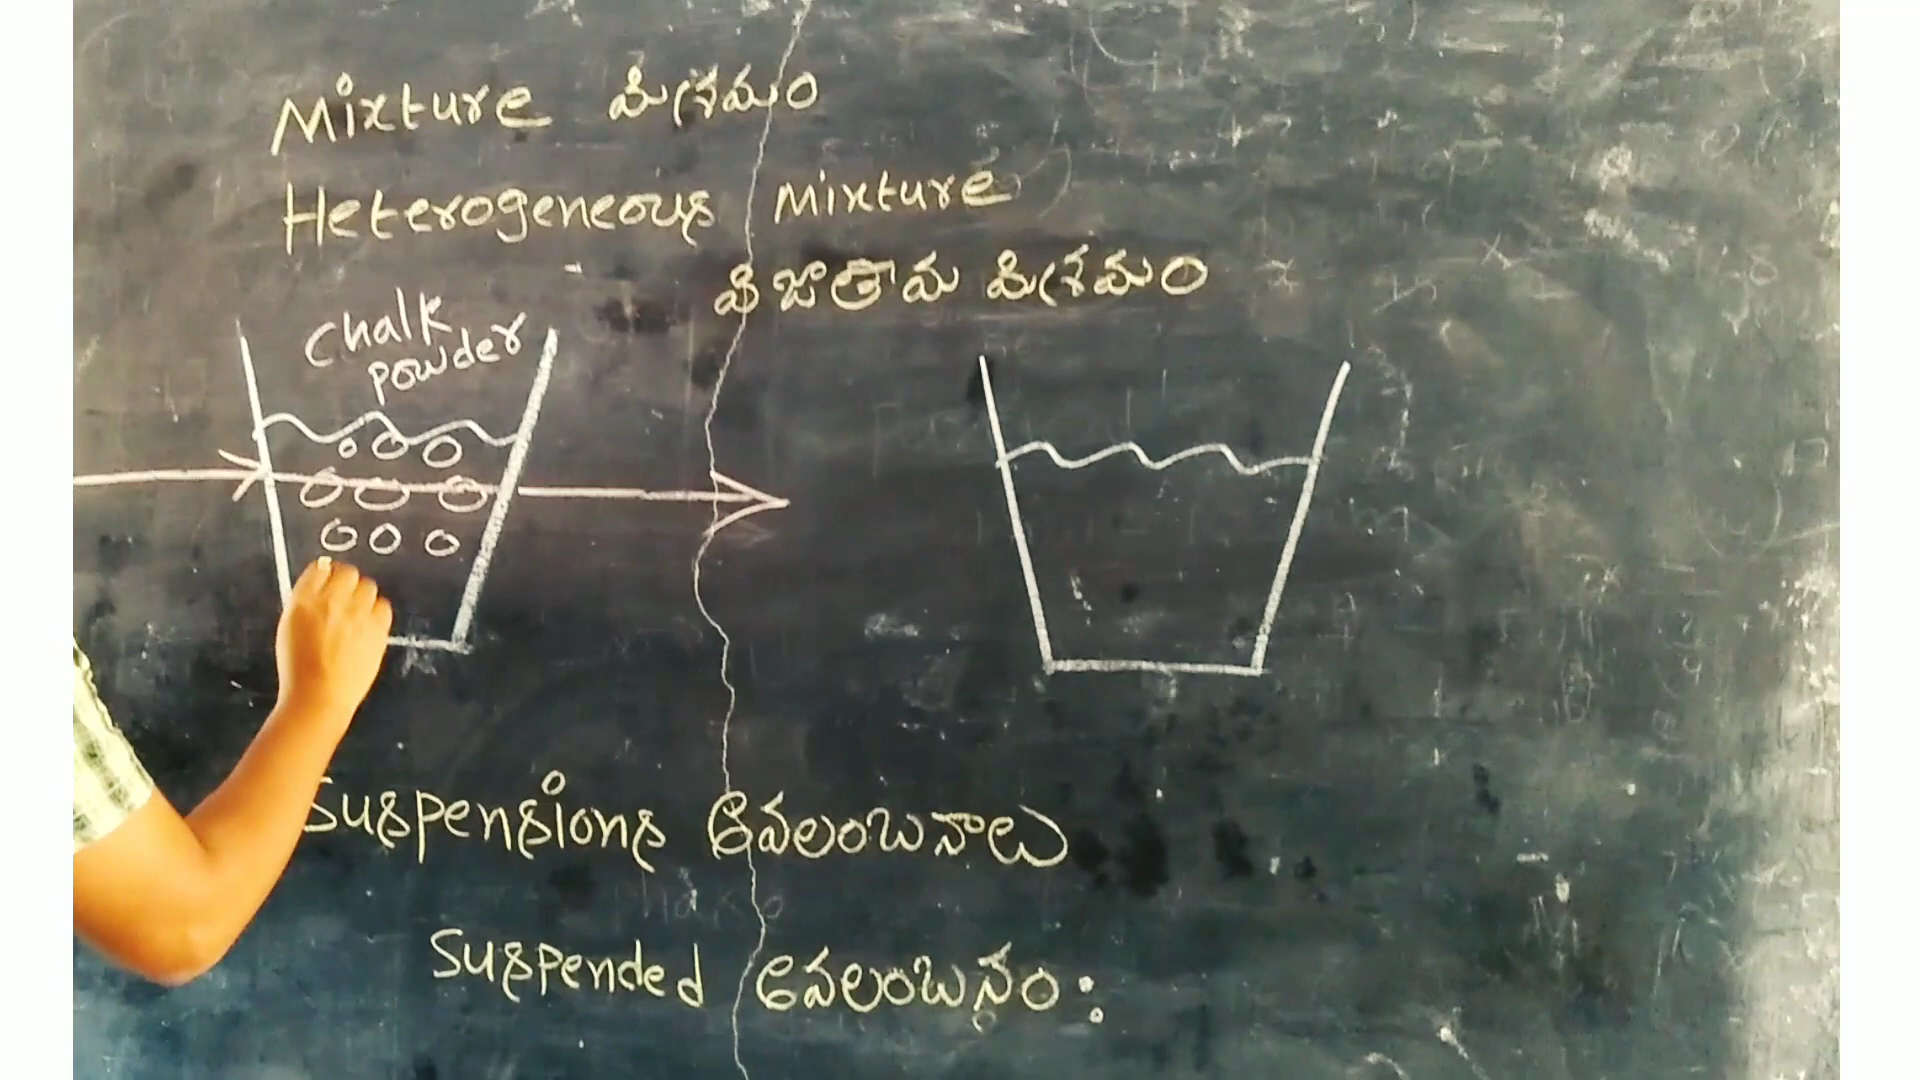 Mixture మిశ్రమం
Heterogeneous Mixture
విజాతీయ మిశ్రమం
Chalk
powder
Suspensions అవలంబనాలు
Suspended అవలంబనం: